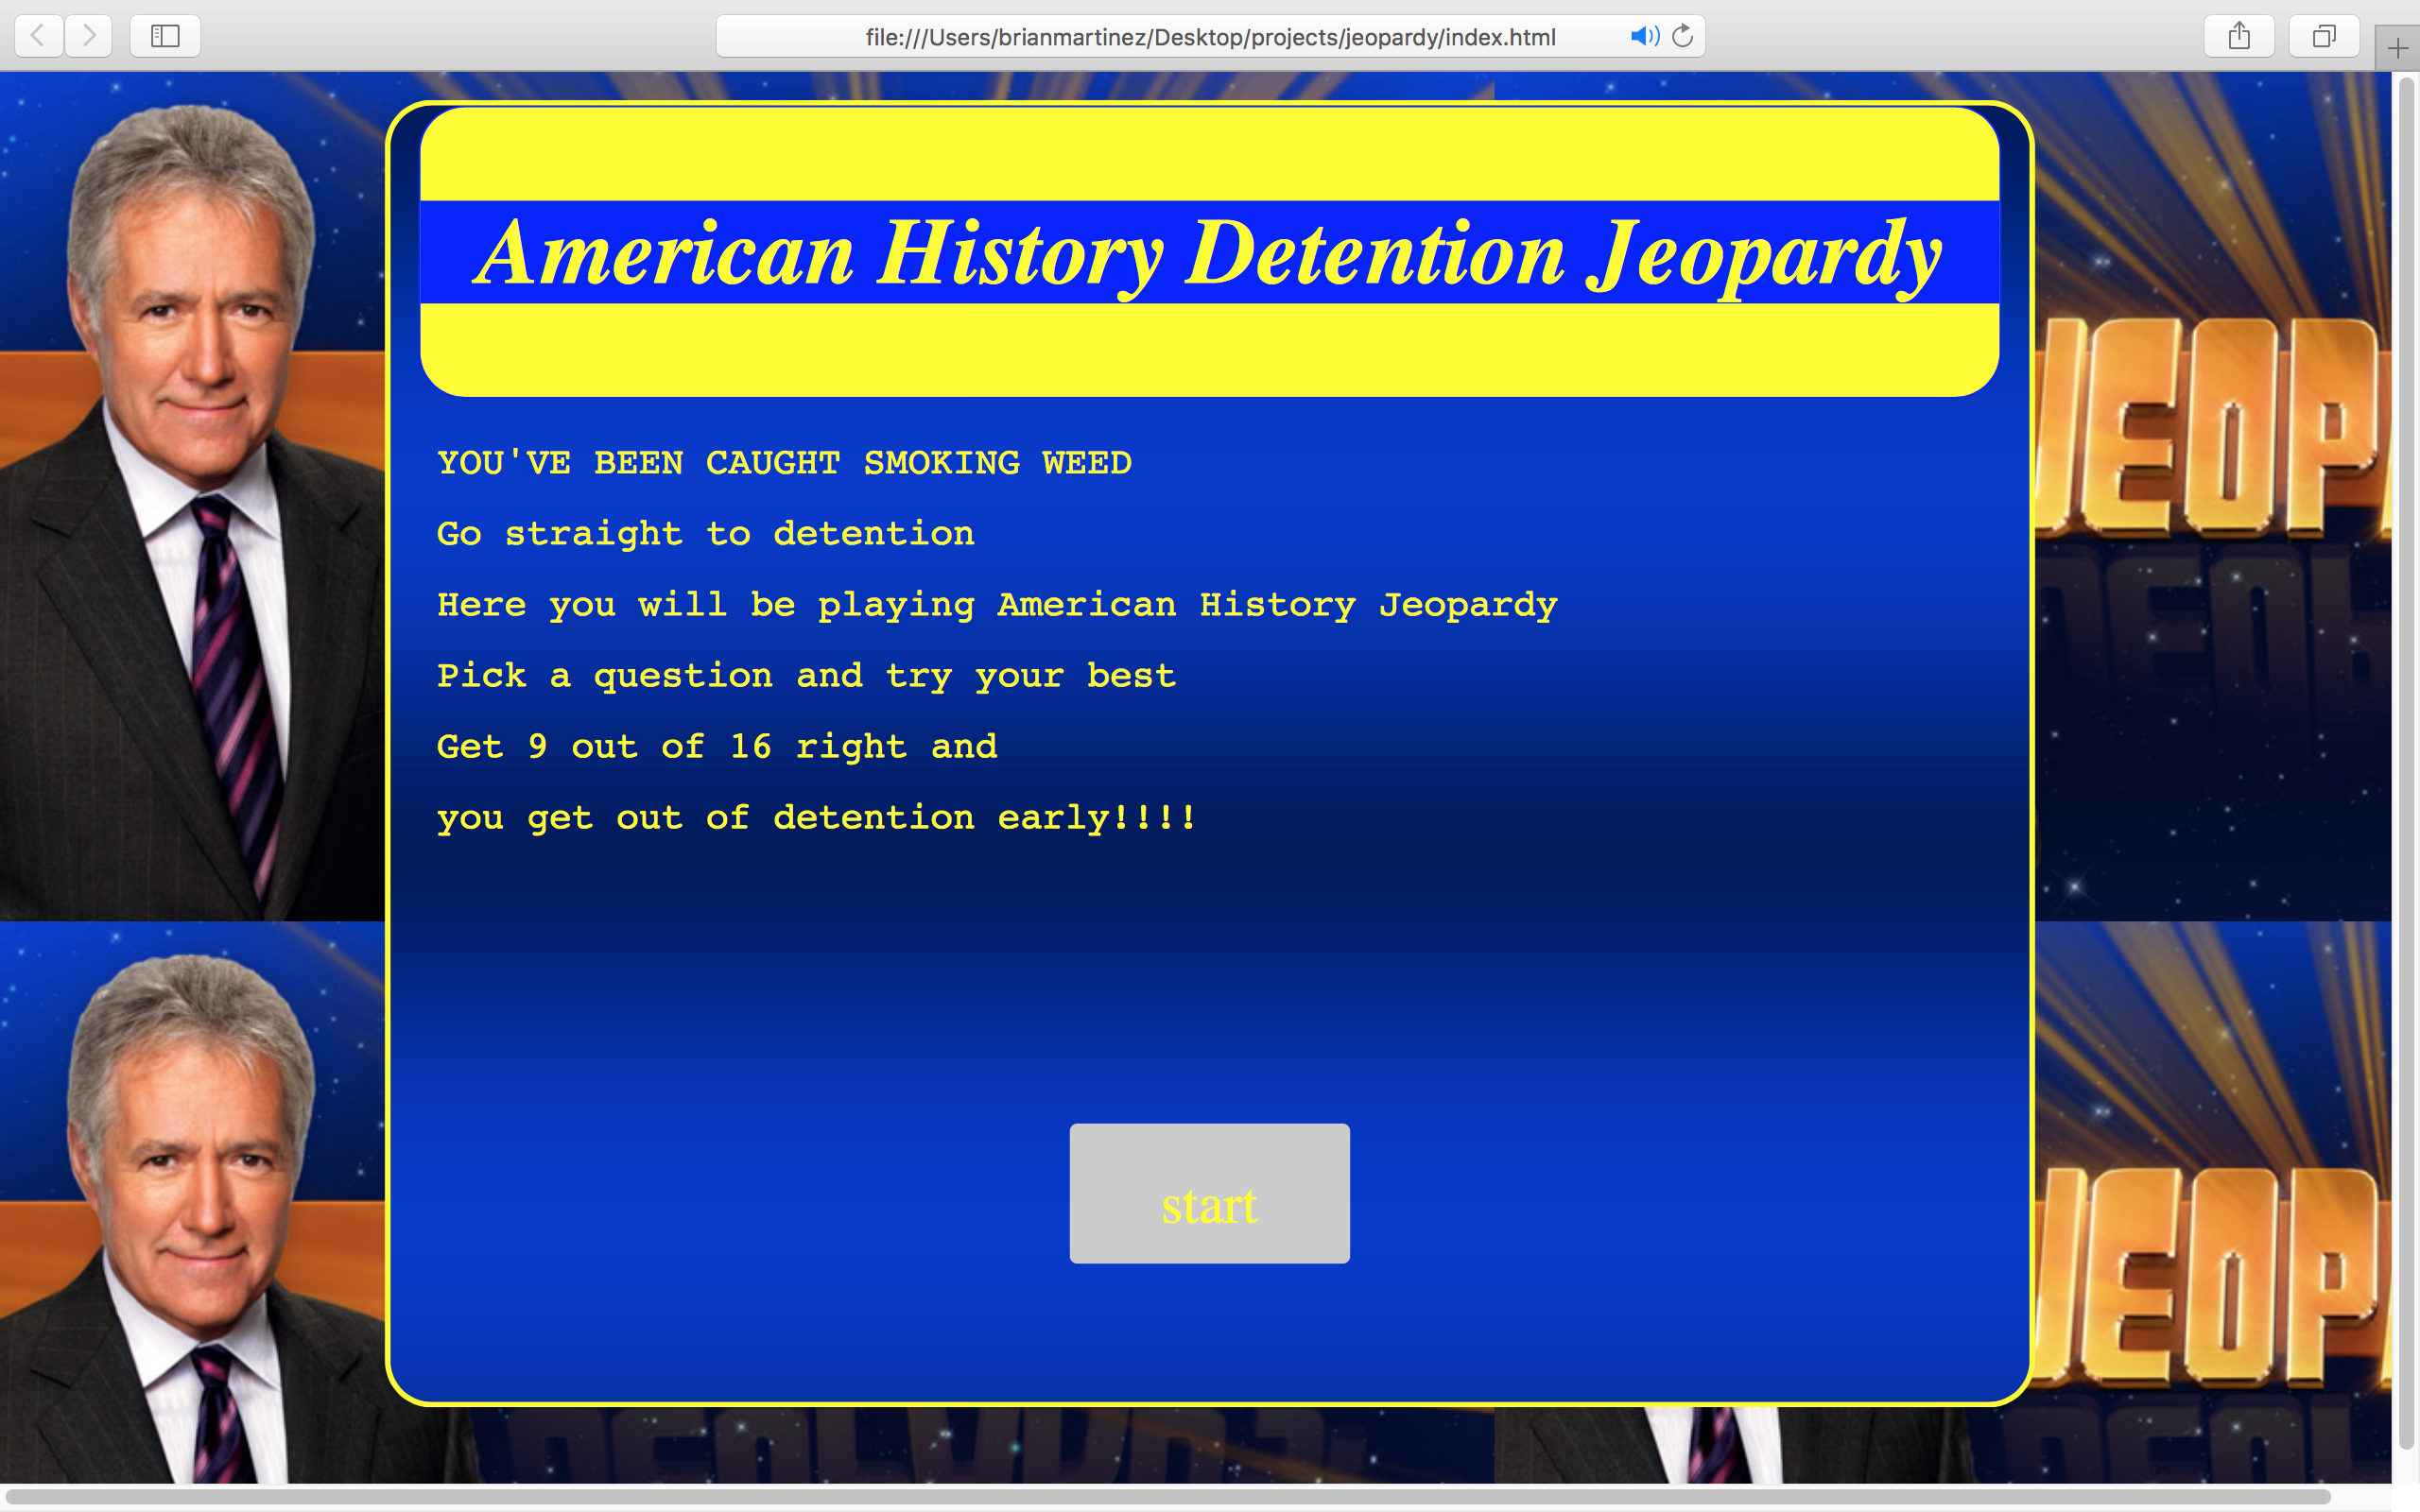 file:///Users/brianmartinez/Desktop/projects/jeopardy/index.html
American History Detention Jeopardy
YOU'VE BEEN CAUGHT SMOKING WEED
Go straight to detention
Here you will be playing American History Jeopardy
Pick a question and try your best
Get 9 out of 16 right and
you get out of detention early!!!!
start
JEOP
JEOP